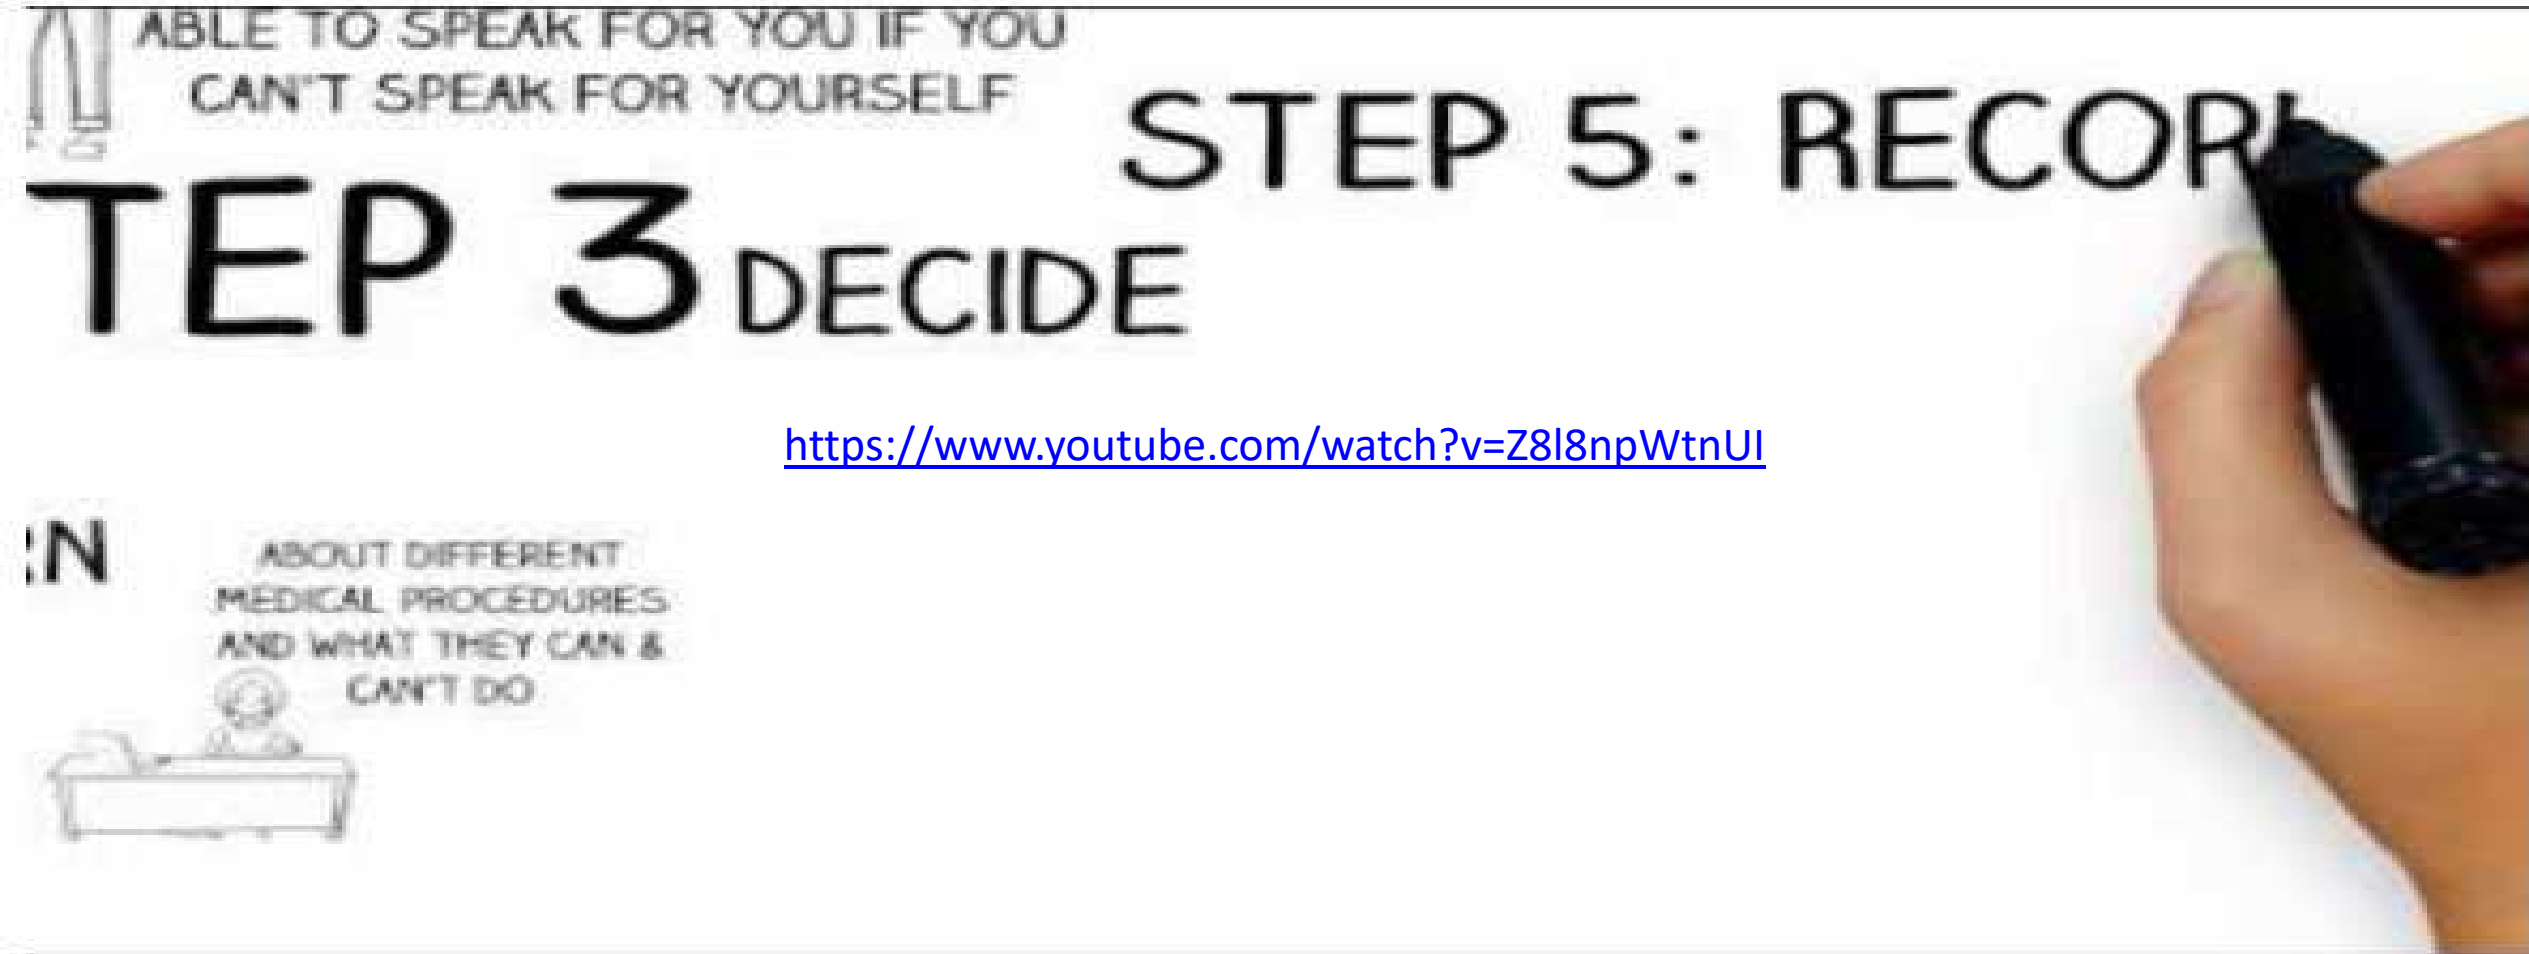 ABLE TO SPEAK FOR YOU IF YOU
CAN'T SPEAK FOR YOURSELF
STEP 5: RECOR
TEP 3 DECIDE
https://www.youtube.com/watch?v=Z8l8npWtnUI
RN
ABOUT DIFFERENT
MEDICAL PROCEDURES
AND WHAT THEY CAN &
CAN'T DO